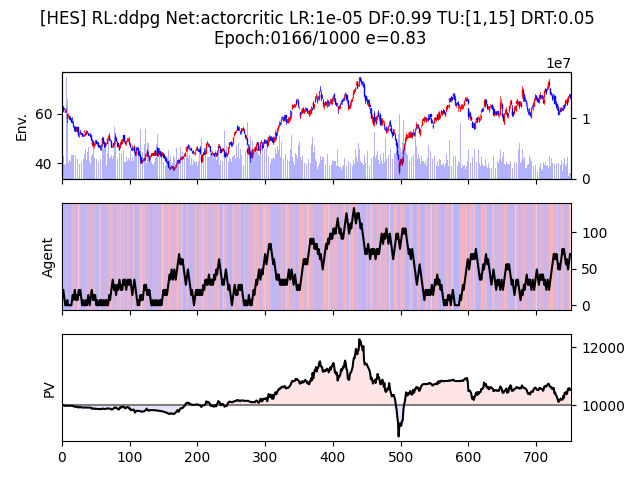 [HES] RL:ddpg Net:actorcritic LR:1e-05 DF:0.99 TU:[1,15] DRT:0.05
Epoch:0166/1000 e=0.83
1e7
Env.
60
40
1
0
Agent
100
50
0
PV
12000
10000
0 100 200 300 400 500 600 700